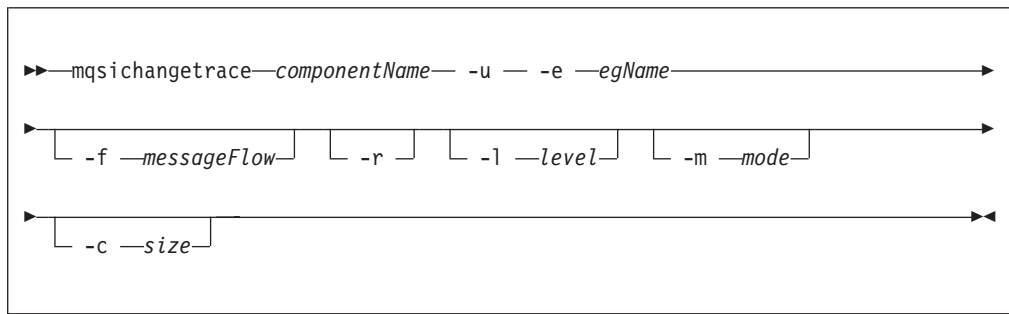 mqsichangetrace componentName -u -e egName
-f messageFlow -r -l level -m mode
-c size